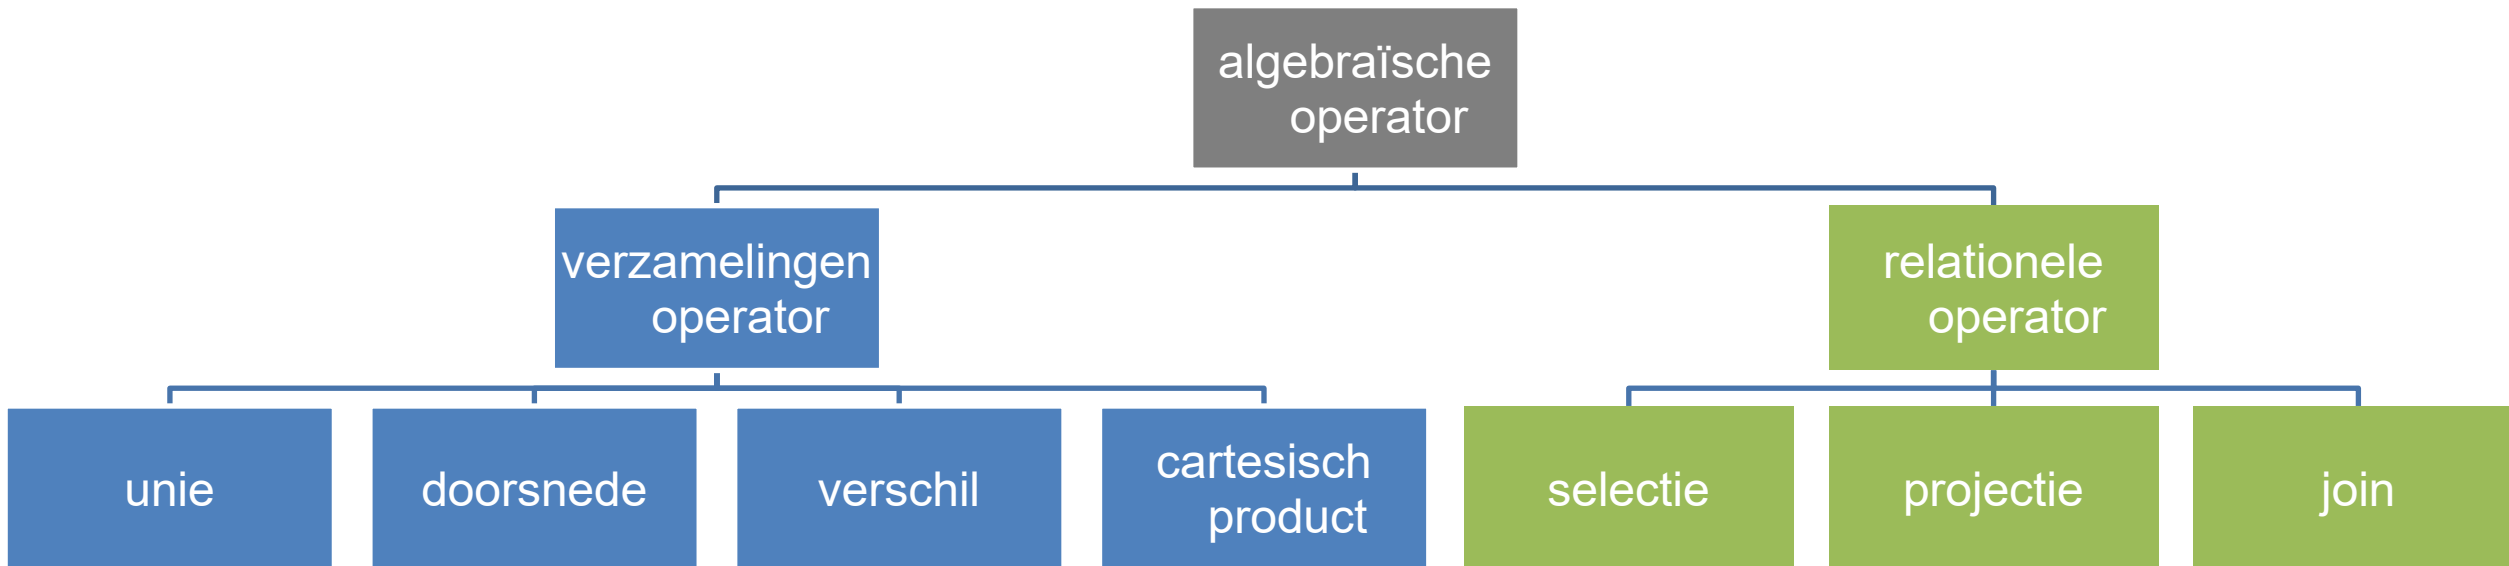 algebraïsche
operator
verzamelingen
operator
relationele
operator
unie
doorsnede
verschil
cartesisch
product
selectie
projectie
join